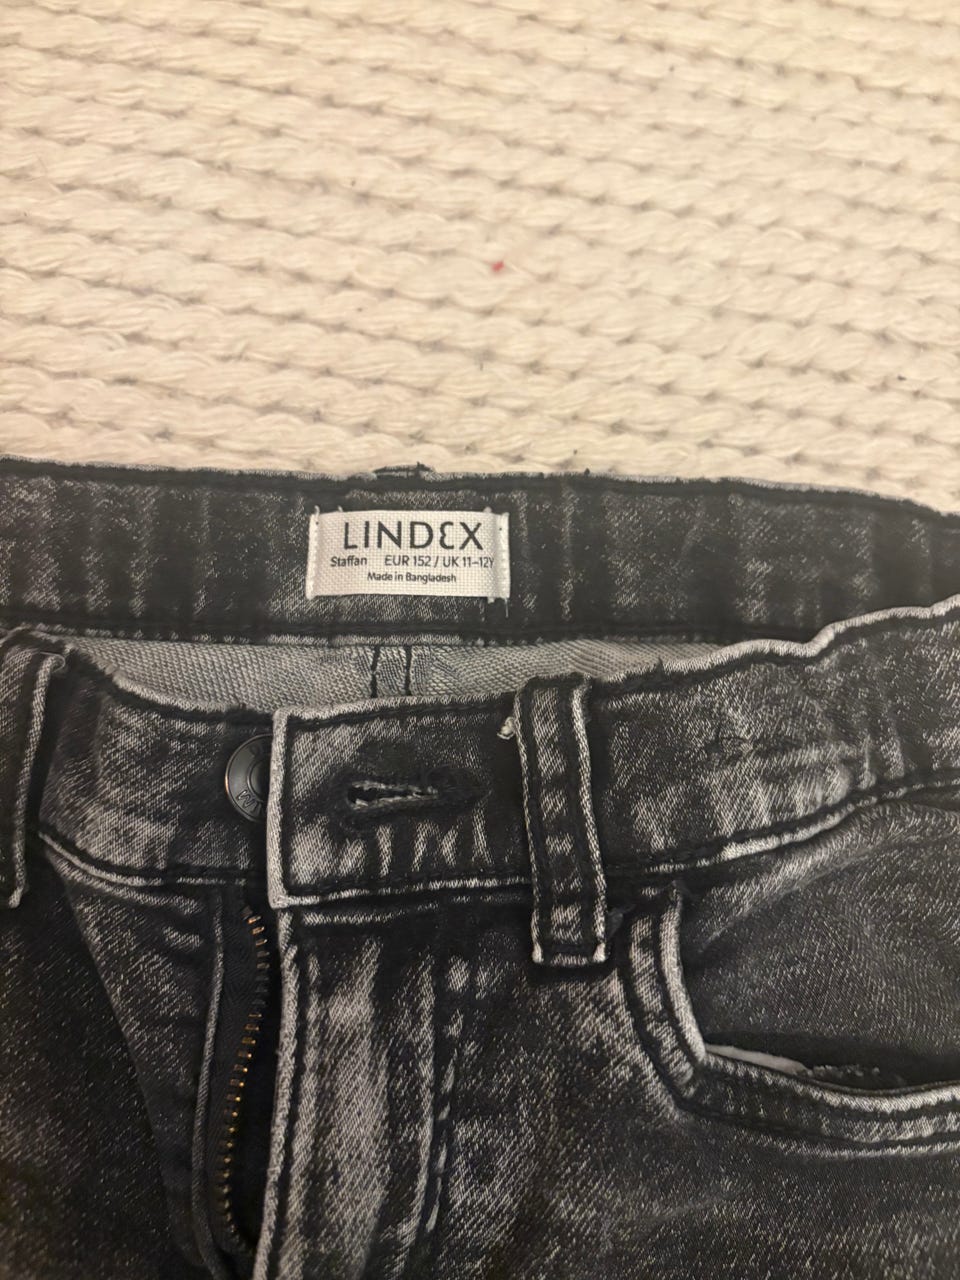 LINDEX
Staffan EUR 152 / UK 11-12Y
Made in Bangladesh